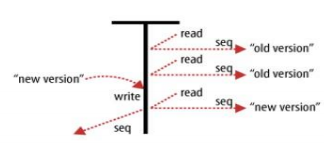 read
seq "old version"
read
seq "old version"
"new version"
write
read
seq "new version"
seq